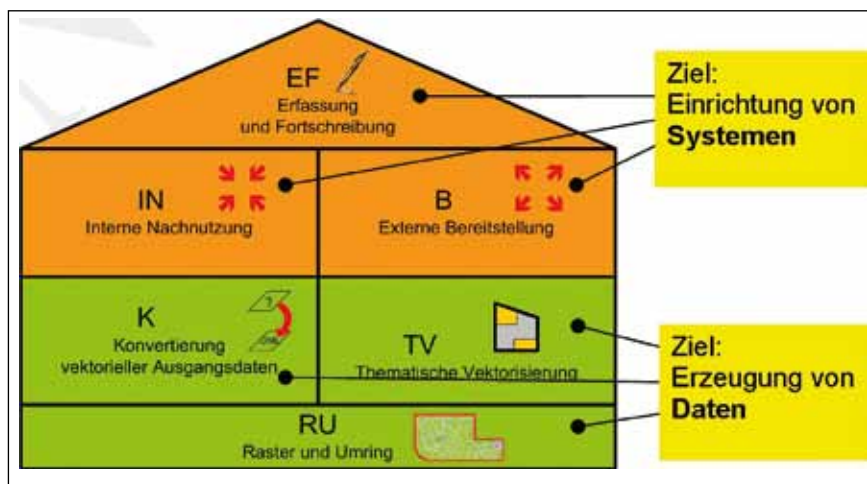 EF
Erfassung
und Fortschreibung
Ziel:
Einrichtung von
Systemen
IN
Interne Nachnutzung
B
Externe Bereitstellung
K
Konvertierung
vektorieller Ausgangsdaten
TV
Thematische Vektorisierung
Ziel:
Erzeugung von
Daten
RU
Raster und Umring